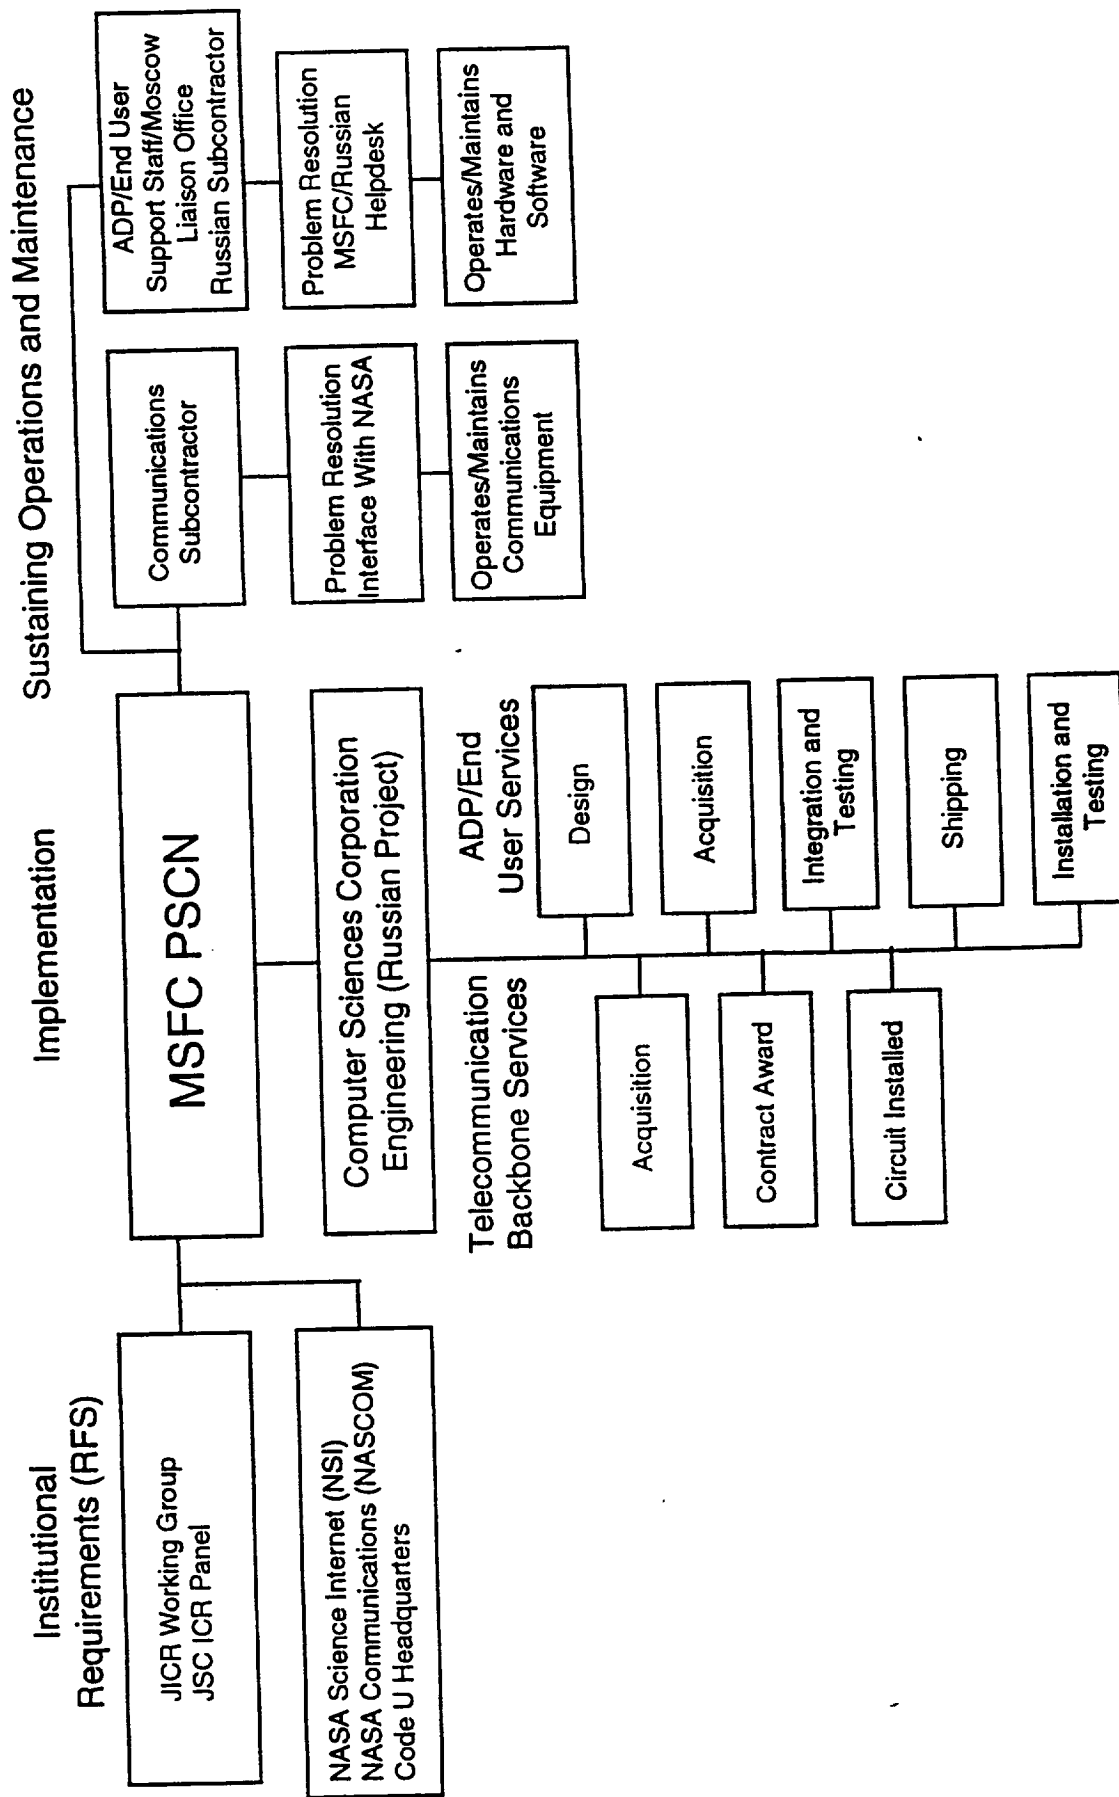 Institutional
Requirements (RFS)
JICR Working Group
JSC ICR Panel
NASA Science Internet (NSI)
NASA Communications (NASCOM)
Code U Headquarters
Implementation
MSFC PSCN
Computer Sciences Corporation
Engineering (Russian Project)
Telecommunication
Backbone Services
Acquisition
Contract Award
Circuit Installed
ADP/End
User Services
Design
Acquisition
Integration and
Testing
Shipping
Installation and
Testing
Sustaining Operations and Maintenance
Communications
Subcontractor
Problem Resolution
Interface With NASA
Operates/Maintains
Communications
Equipment
ADP/End User
Support Staff/Moscow
Liaison Office
Russian Subcontractor
Problem Resolution
MSFC/Russian
Helpdesk
Operates/Maintains
Hardware and
Software